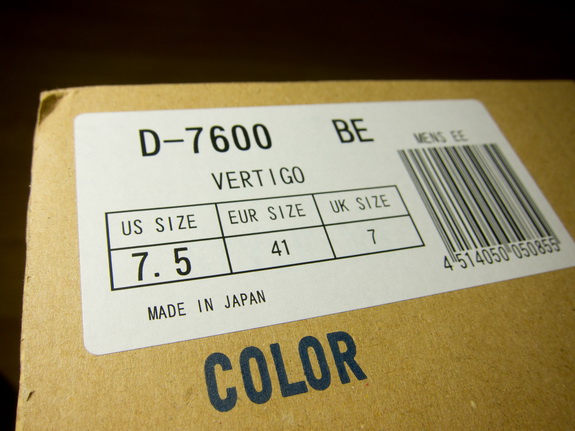 D-7600 BE
MENS EE
VERTIGO
US SIZE EUR SIZE UK SIZE
7.5 41 7
4 514050 050855
MADE IN JAPAN
COLOR